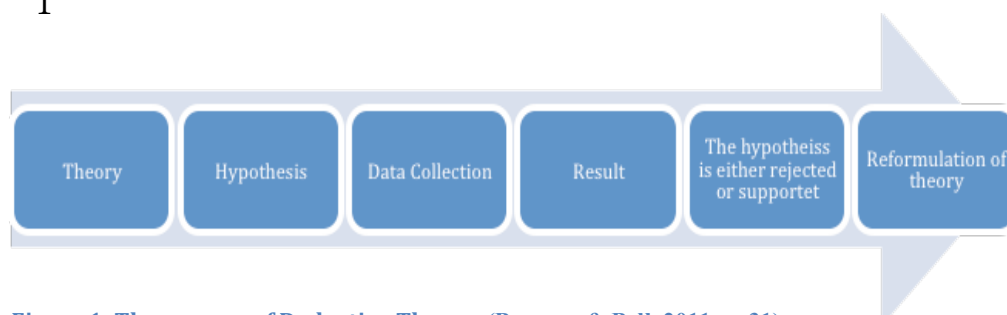 Theory
Hypothesis
Data Collection
Result
The hypotheiss
is either rejected
or supportet
Reformulation of
theory